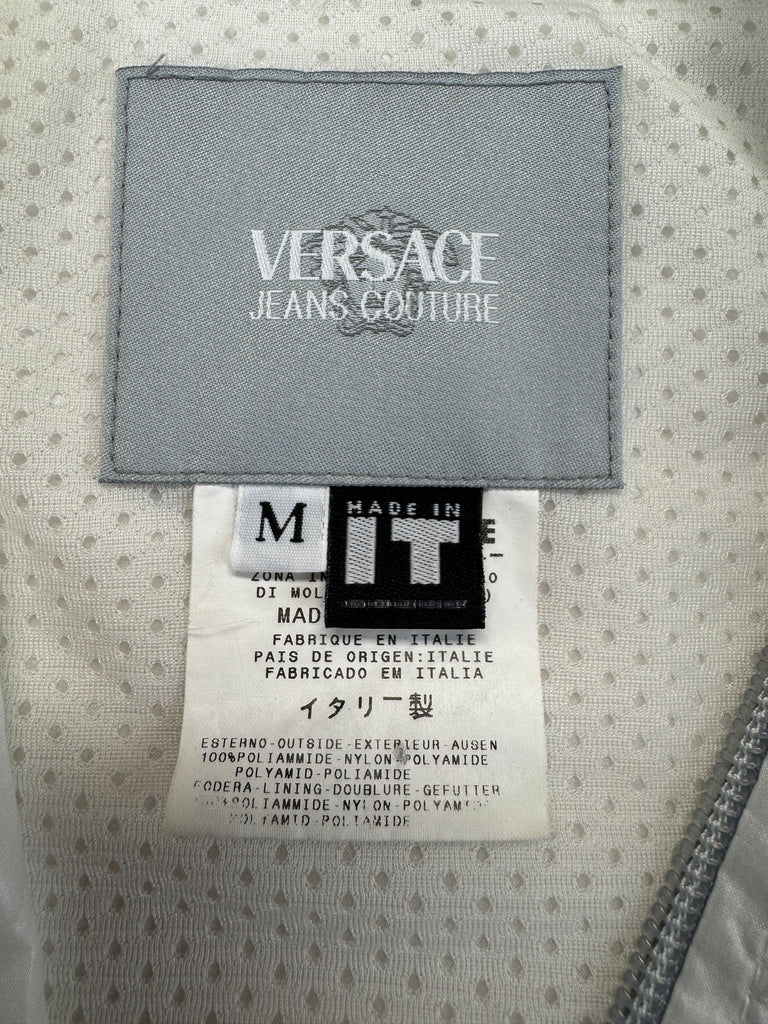 VERSACE
JEANS COUTURE
M
MADE IN
IT
E
ZONA IN
DI MOL
MAD
FABRIQUE EN ITALIE
PAIS DE ORIGEN:ITALIE
FABRICADO EM ITALIA
イタリー製
ESTERNO-OUTSIDE-EXTERIEUR-AUSEN
100%POLIAMMIDE-NYLON-POLYAMIDE
POLYAMID-POLIAMIDE
FODERA-LINING-DOUBLURE-GEFUTTER
100%POLIAMMIDE-NYLON-POLYAMIDE
POLYAMID-POLIAMIDE